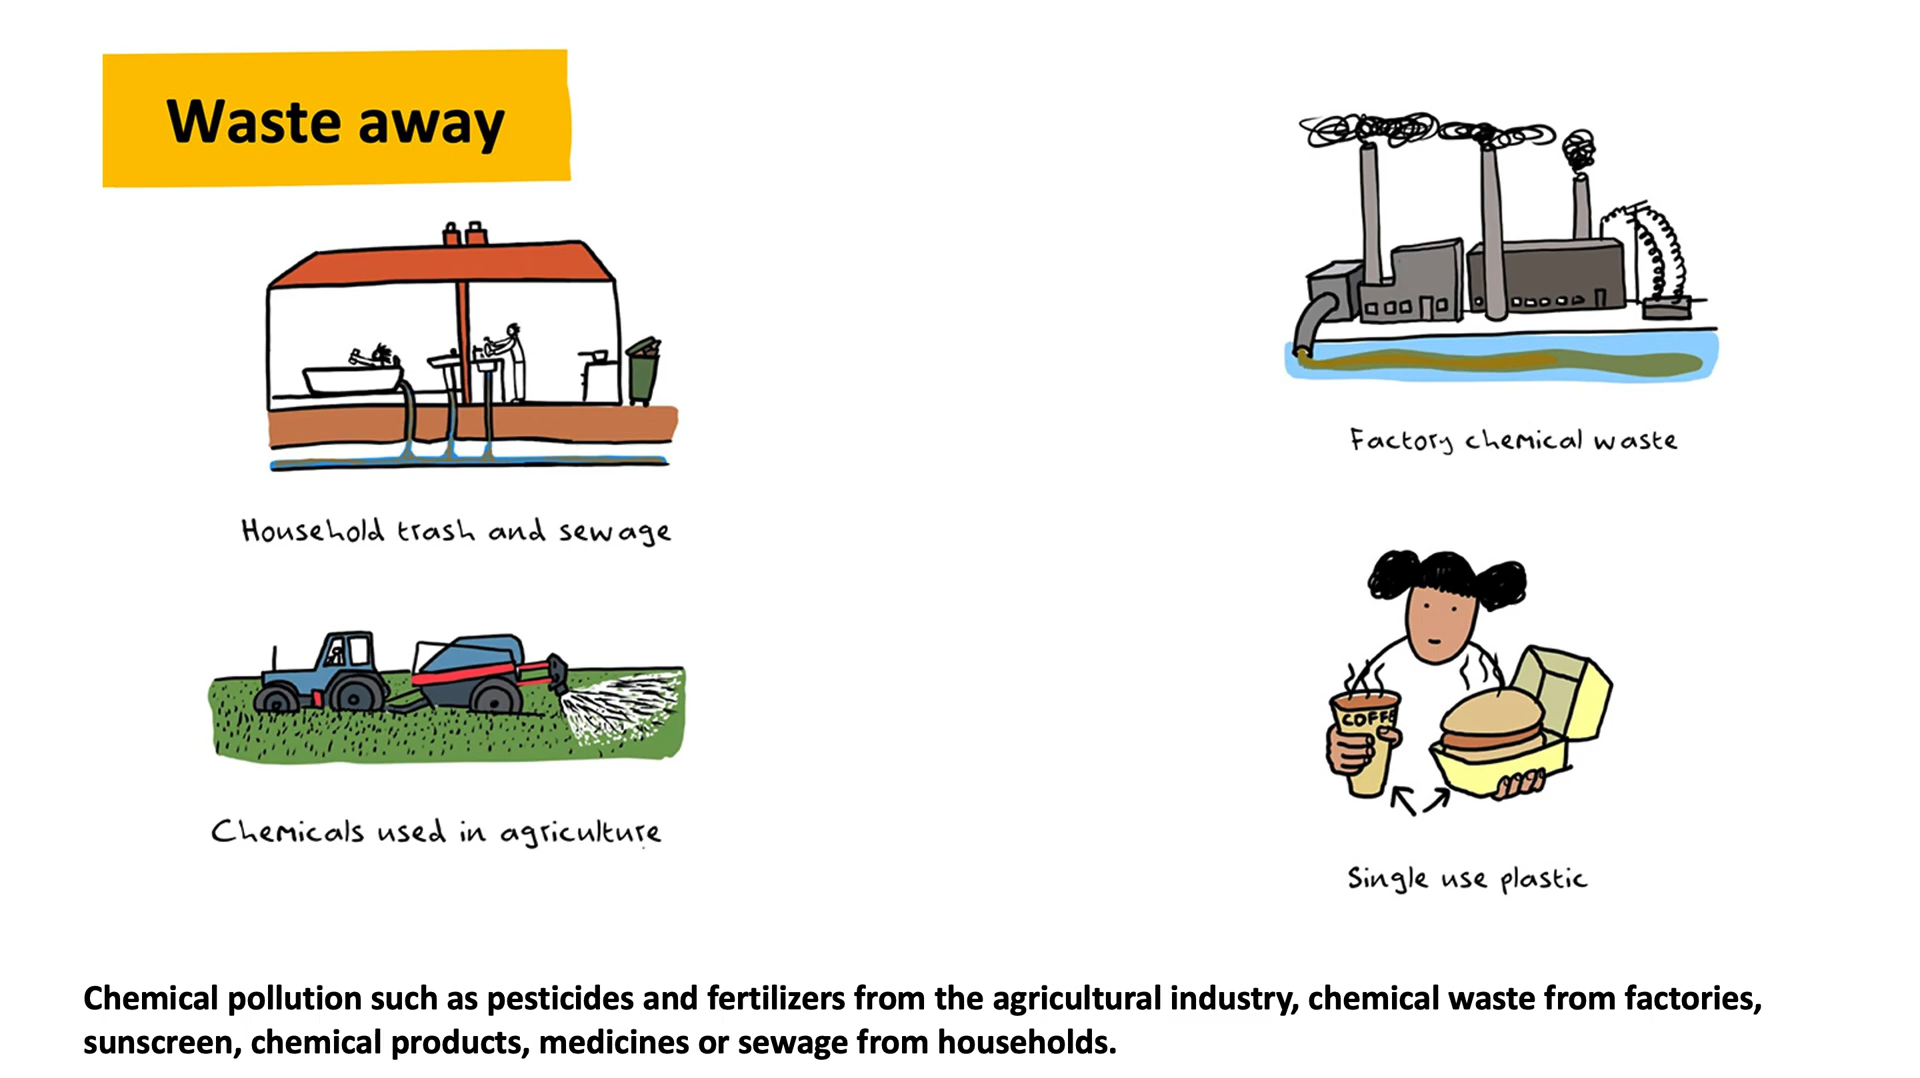 Waste away
Household trash and sewage
Factory chemical waste
Chemicals used in agriculture
COFFE
Single use plastic
Chemical pollution such as pesticides and fertilizers from the agricultural industry, chemical waste from factories,
sunscreen, chemical products, medicines or sewage from households.